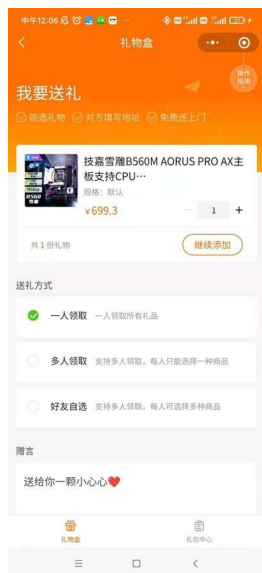 中午12:06
礼物盒
操作
指南
我要送礼
挑选礼物 对方填写地址 免费送上门
技嘉雪雕B560M AORUS PRO AX主
板支持CPU…
规格：默认
¥699.3
1
共1份礼物
继续添加
送礼方式
一人领取 一人领取所有礼品
多人领取 支持多人领取，每人只能选择一种商品
好友自选 支持多人领取，每人可选择多种商品
赠言
送给你一颗小心心❤️
礼物盒
礼包中心